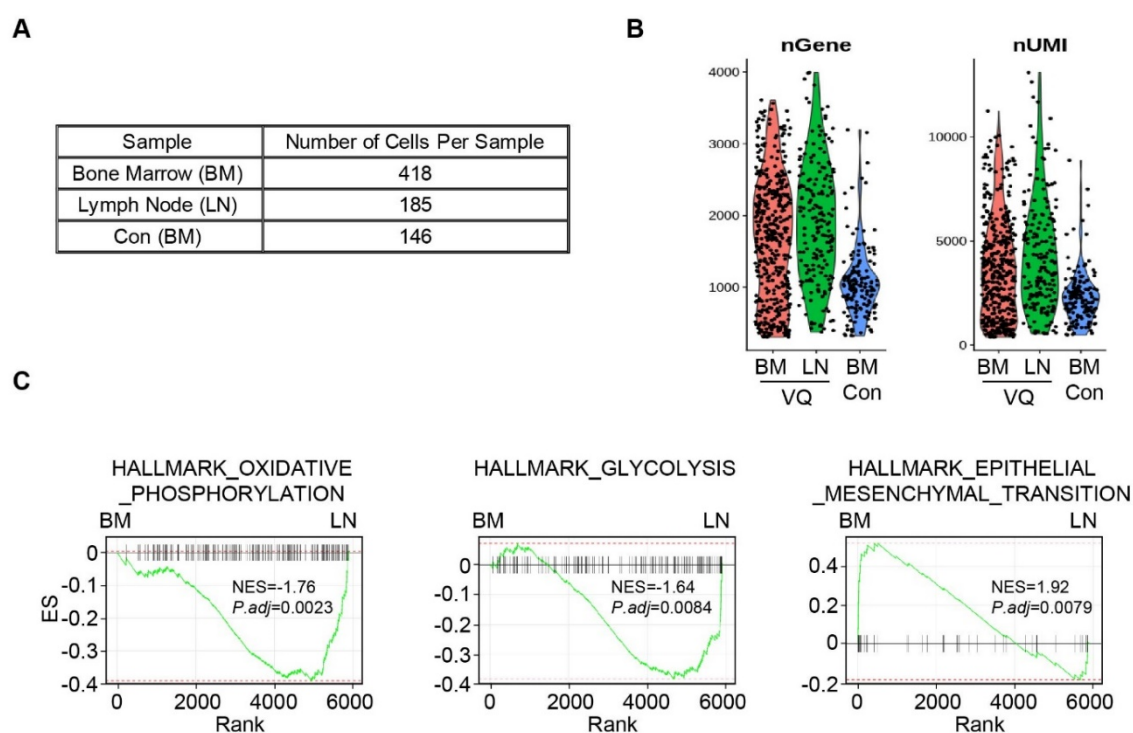 A
Sample Number of Cells Per Sample
Bone Marrow (BM) 418
Lymph Node (LN) 185
Con (BM) 146
B
nGene nUMI
4000
3000
2000
1000
BM LN BM
VQ Con
10000
5000
0
BM LN BM
VQ Con
C
HALLMARK_OXIDATIVE
_PHOSPHORYLATION
BM LN
ES
0
-0.1
-0.2
-0.3
-0.4
NES=-1.76
P.adj=0.0023
0 2000 4000 6000
Rank
HALLMARK_GLYCOLYSIS
BM LN
0
-0.1
-0.2
-0.3
-0.4
NES=-1.64
P.adj=0.0084
0 2000 4000 6000
Rank
HALLMARK_EPITHELIAL
_MESENCHYMAL_TRANSITION
BM LN
0.4
0.2
0
-0.2
NES=1.92
P.adj=0.0079
0 2000 4000 6000
Rank